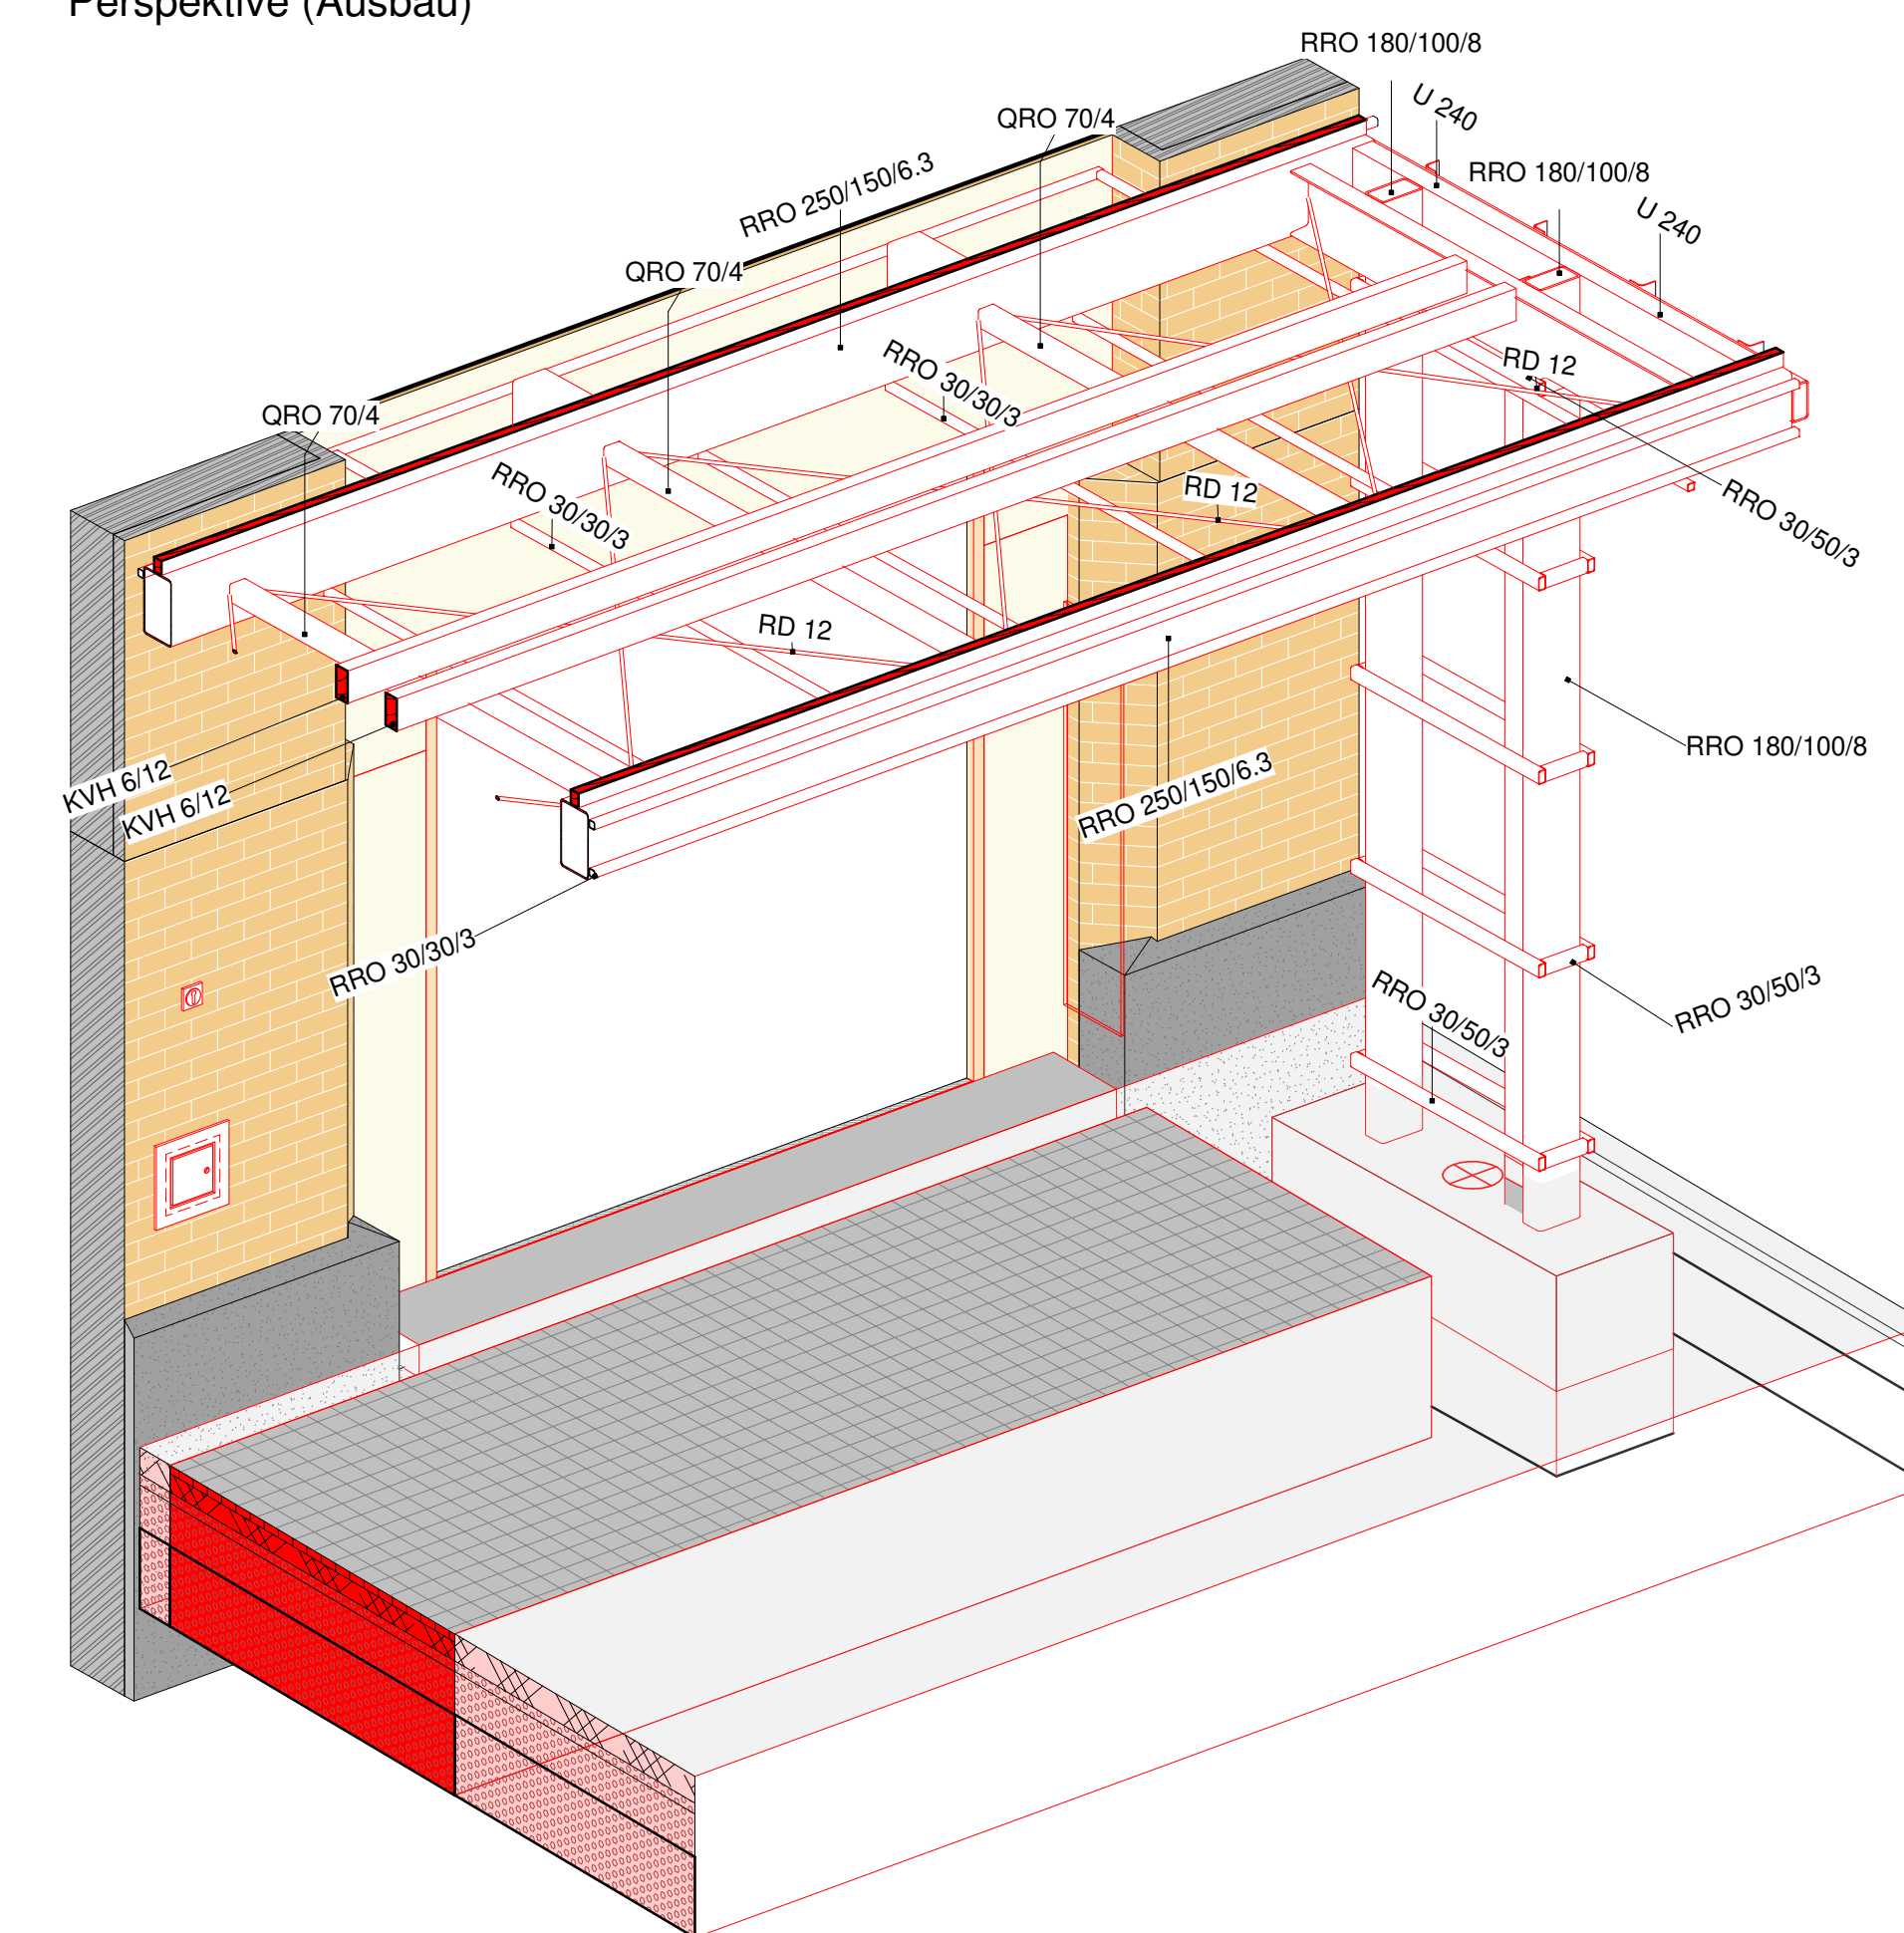 Perspektive (Ausbau)
RRO 180/100/8
U 240
QRO 70/4
RRO 180/100/8
RRO 250/150/6.3
U 240
QRO 70/4
RRO 30/30/3
RD 12
QRO 70/4
RRO 30/30/3
RD 12
RRO 30/50/3
RD 12
RRO 180/100/8
KVH 6/12
KVH 6/12
RRO 250/150/6.3
RRO 30/30/3
RRO 30/50/3
RRO 30/50/3